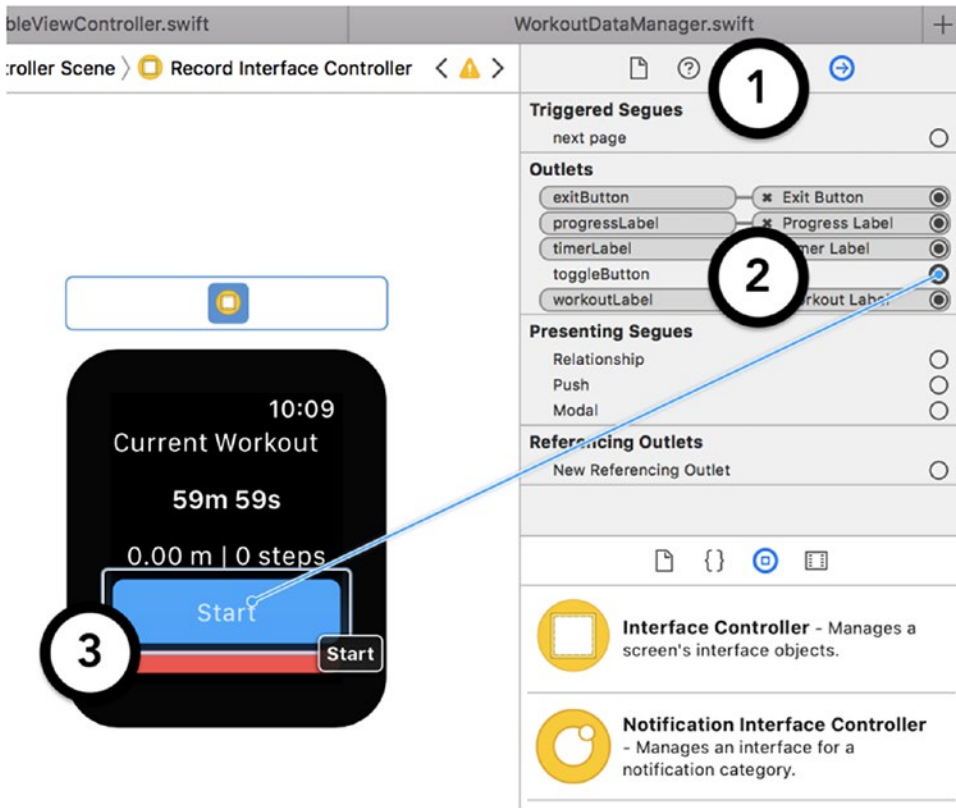 bleViewController.swift
WorkoutDataManager.swift
+
troller Scene 〉 Record Interface Controller < >
?
1
Triggered Segues
next page
Outlets
exitButton
× Exit Button
progressLabel
× Progress Label
timerLabel
mer Label
toggleButton
2
workoutLabel
orkout Label
Presenting Segues
Relationship
Push
Modal
Referencing Outlets
New Referencing Outlet
10:09
Current Workout
59m 59s
0.00 m | 0 steps
Start
Start
3
{ }
Interface Controller - Manages a
screen's interface objects.
Notification Interface Controller
- Manages an interface for a
notification category.